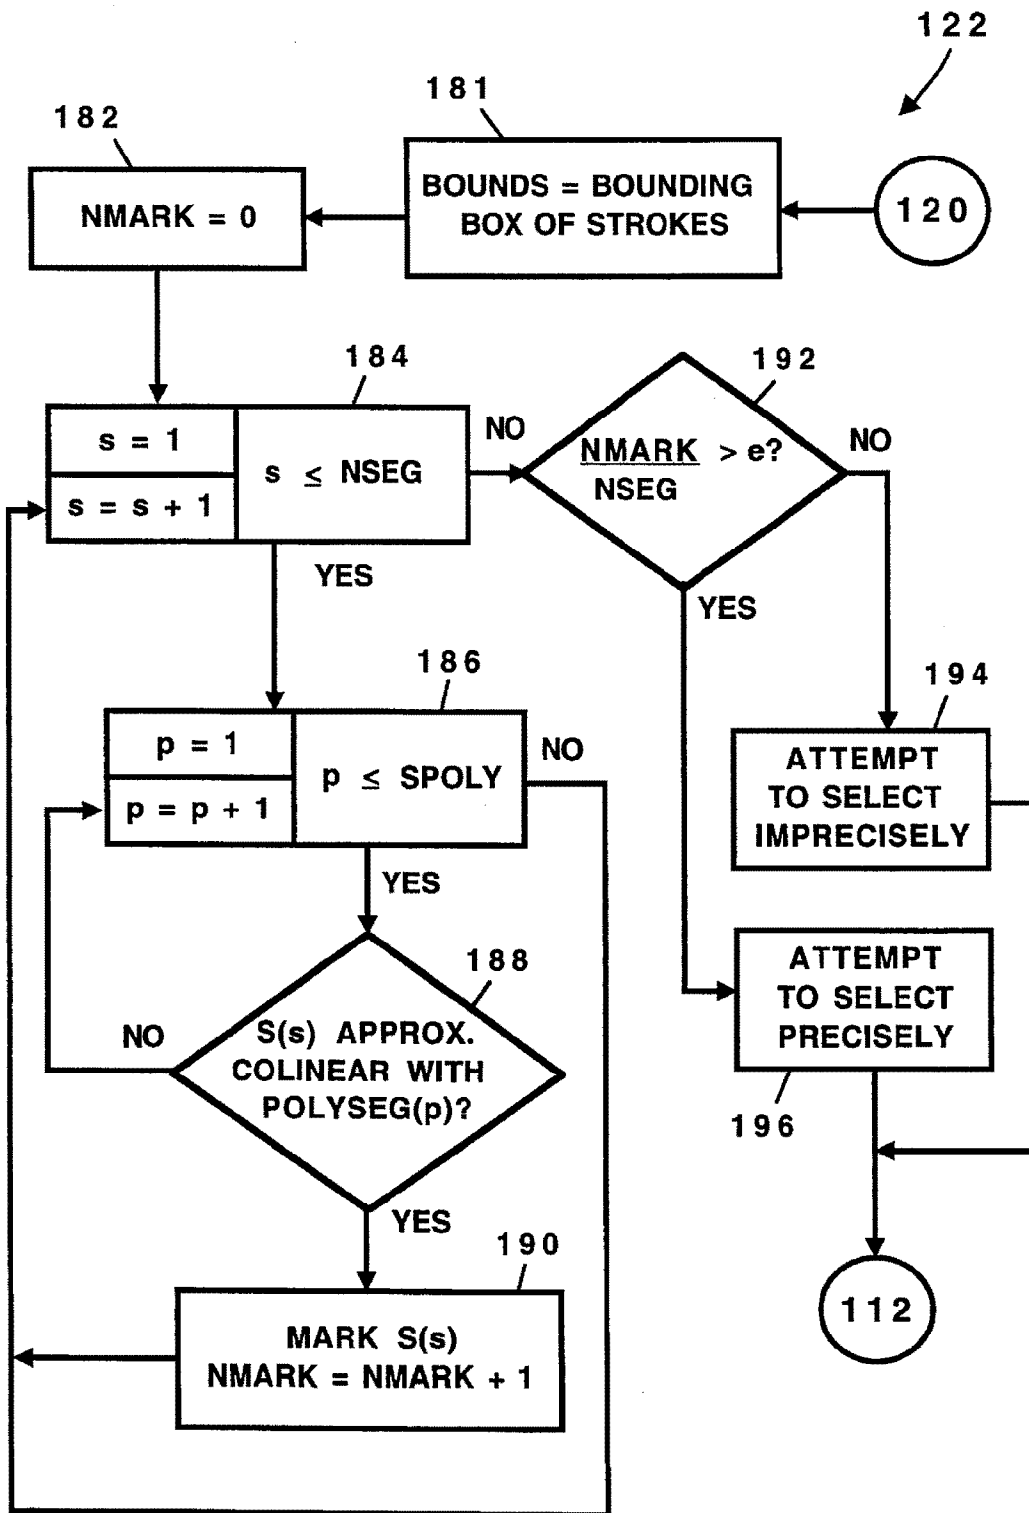 122
181
182
BOUNDS = BOUNDING
BOX OF STROKES
120
NMARK = 0
184
192
s = 1
s = s + 1
s ≤ NSEG
NO
NMARK > e?
NSEG
NO
YES
YES
186
194
p = 1
p = p + 1
p ≤ SPOLY
NO
ATTEMPT
TO SELECT
IMPRECISELY
YES
188
ATTEMPT
TO SELECT
PRECISELY
NO
S(s) APPROX.
COLINEAR WITH
POLYSEG(p)?
196
YES
190
112
MARK S(s)
NMARK = NMARK + 1